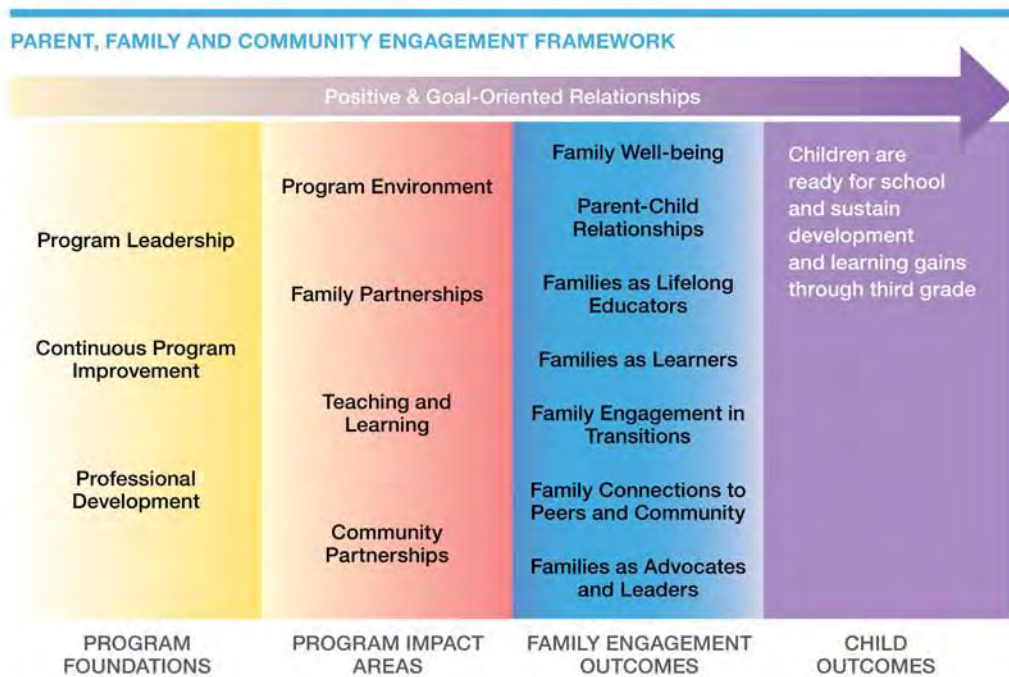 PARENT, FAMILY AND COMMUNITY ENGAGEMENT FRAMEWORK
Positive & Goal-Oriented Relationships
Program Leadership
Continuous Program
Improvement
Professional
Development
PROGRAM
FOUNDATIONS
Program Environment
Family Partnerships
Teaching and
Learning
Community
Partnerships
PROGRAM IMPACT
AREAS
Family Well-being
Parent-Child
Relationships
Families as Lifelong
Educators
Families as Learners
Family Engagement in
Transitions
Family Connections to
Peers and Community
Families as Advocates
and Leaders
FAMILY ENGAGEMENT
OUTCOMES
Children are
ready for school
and sustain
development
and learning gains
through third grade
CHILD
OUTCOMES